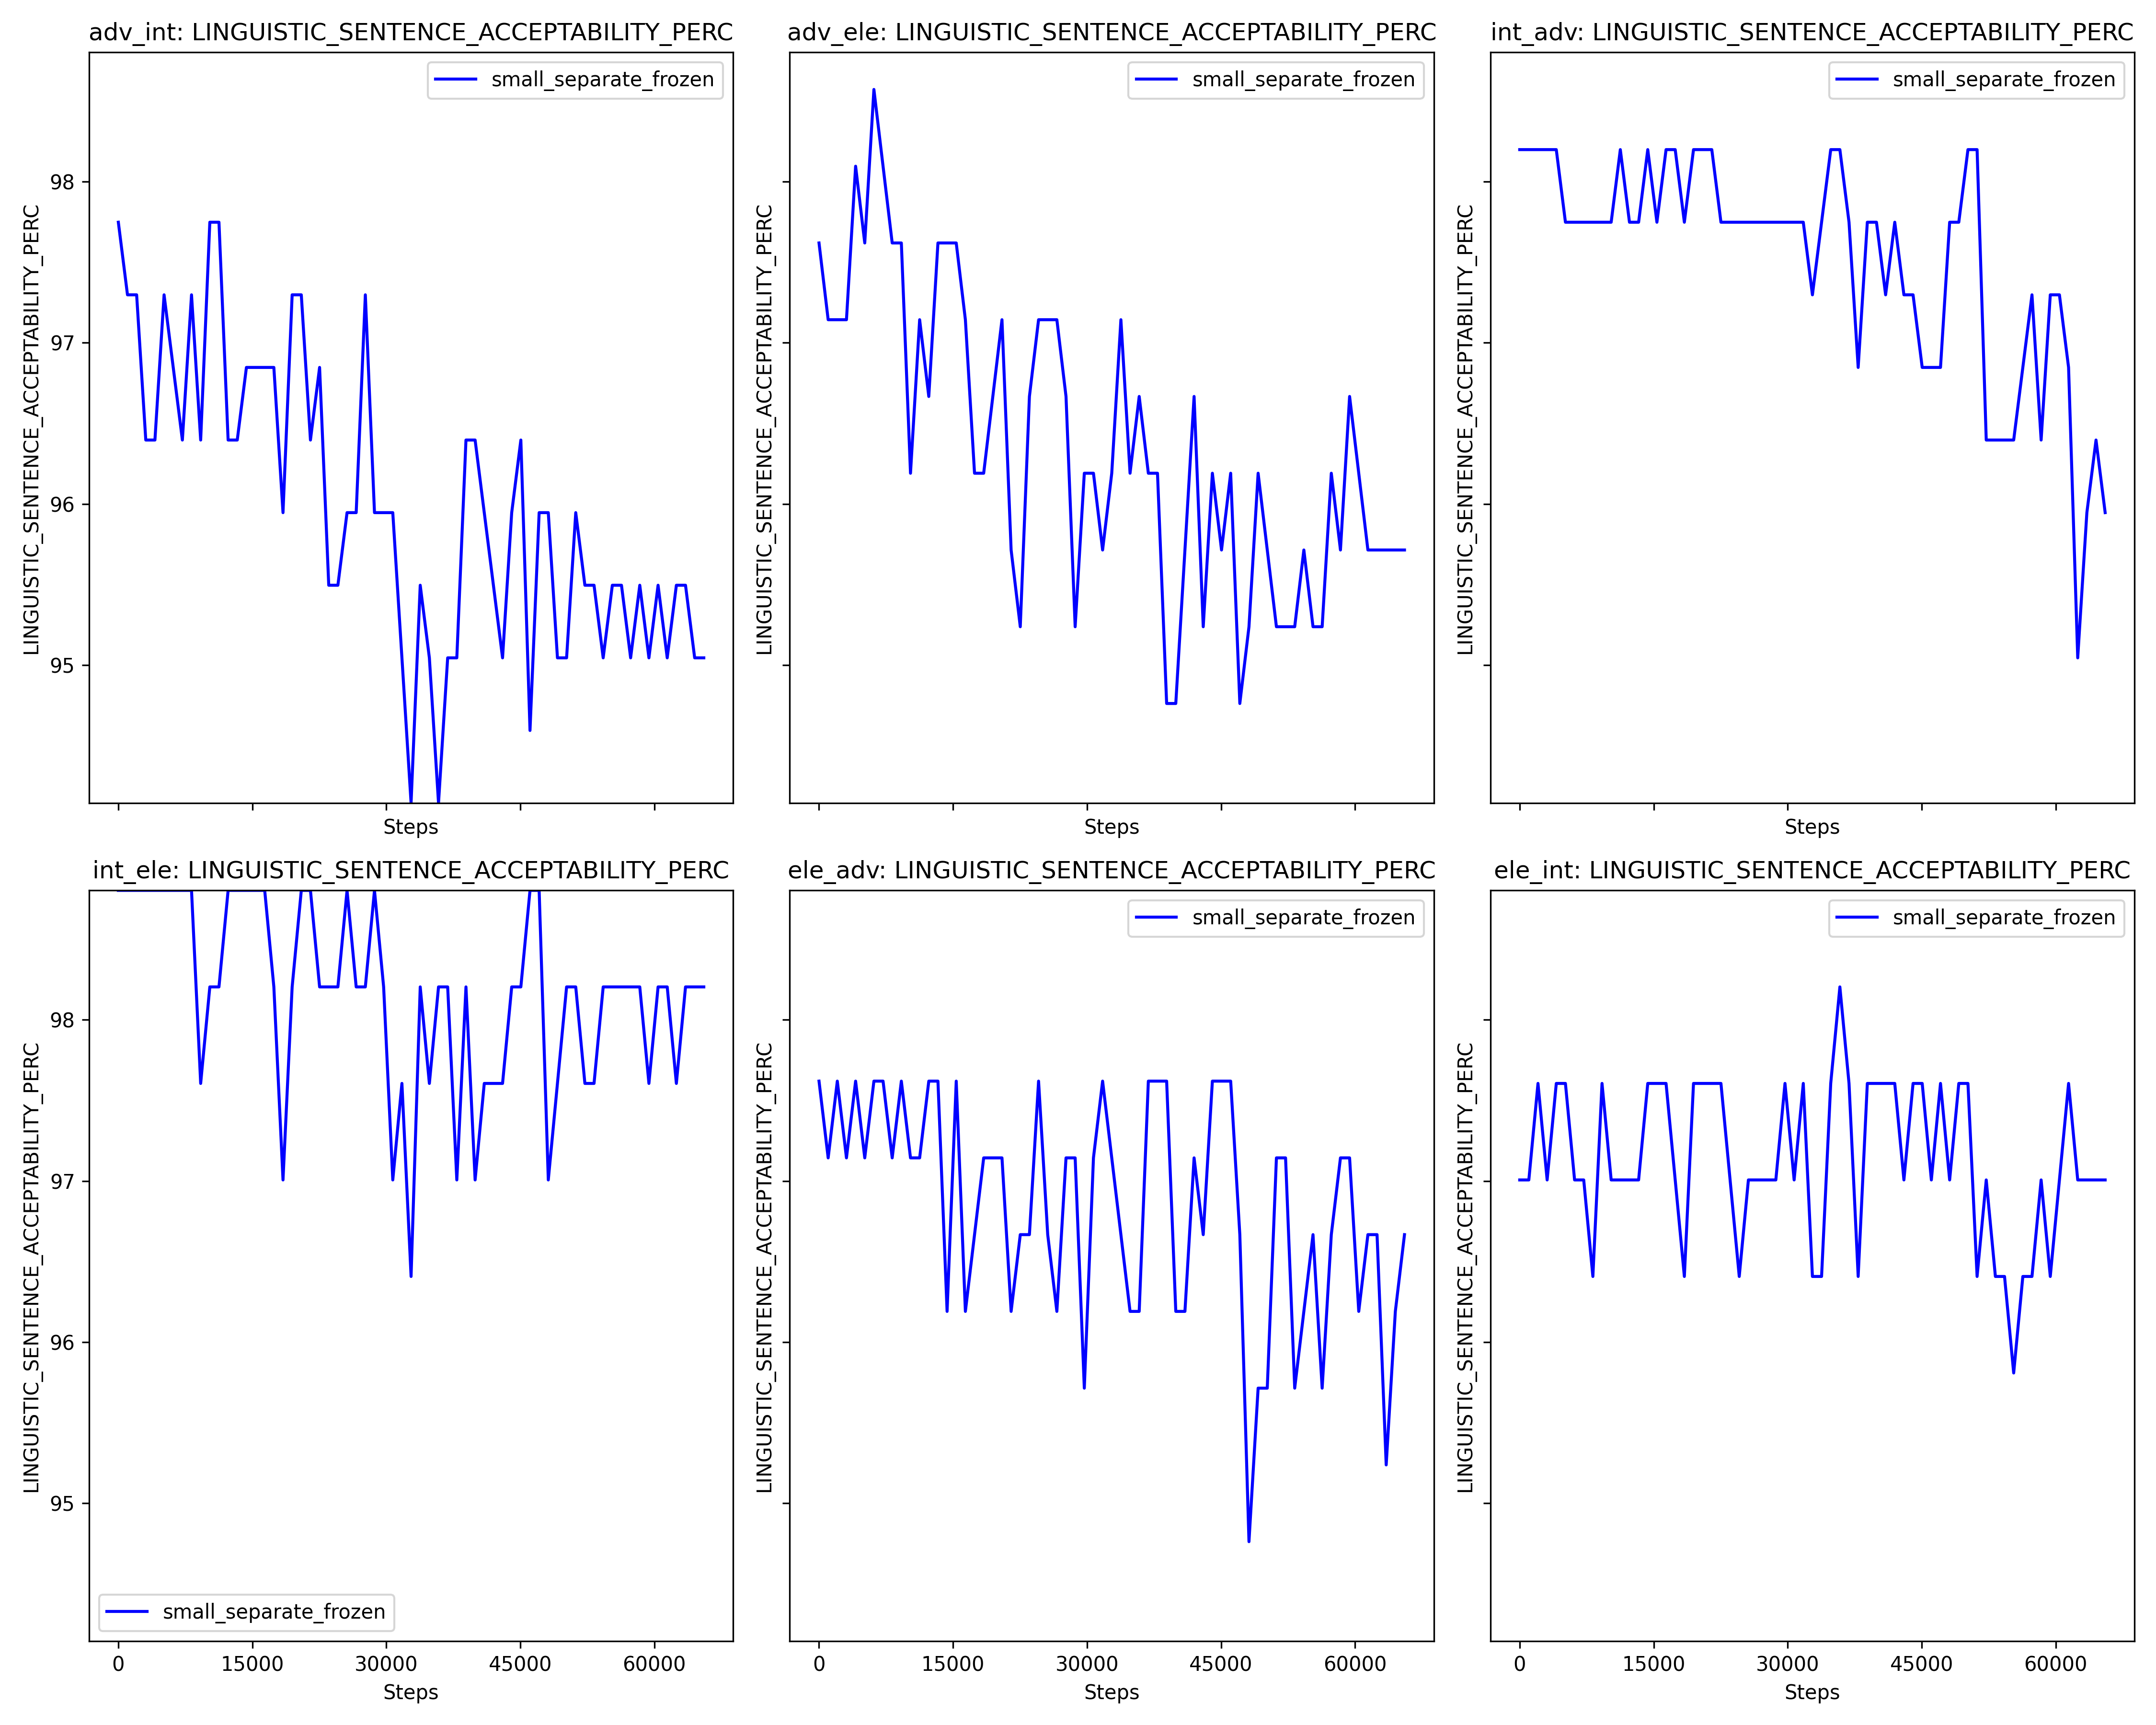 adv_int: LINGUISTIC_SENTENCE_ACCEPTABILITY_PERC
small_separate_frozen
LINGUISTIC_SENTENCE_ACCEPTABILITY_PERC
98
97
96
95
Steps
adv_ele: LINGUISTIC_SENTENCE_ACCEPTABILITY_PERC
small_separate_frozen
LINGUISTIC_SENTENCE_ACCEPTABILITY_PERC
Steps
int_adv: LINGUISTIC_SENTENCE_ACCEPTABILITY_PERC
small_separate_frozen
LINGUISTIC_SENTENCE_ACCEPTABILITY_PERC
Steps
int_ele: LINGUISTIC_SENTENCE_ACCEPTABILITY_PERC
LINGUISTIC_SENTENCE_ACCEPTABILITY_PERC
98
97
96
95
small_separate_frozen
0 15000 30000 45000 60000
Steps
ele_adv: LINGUISTIC_SENTENCE_ACCEPTABILITY_PERC
small_separate_frozen
LINGUISTIC_SENTENCE_ACCEPTABILITY_PERC
0 15000 30000 45000 60000
Steps
ele_int: LINGUISTIC_SENTENCE_ACCEPTABILITY_PERC
small_separate_frozen
LINGUISTIC_SENTENCE_ACCEPTABILITY_PERC
0 15000 30000 45000 60000
Steps